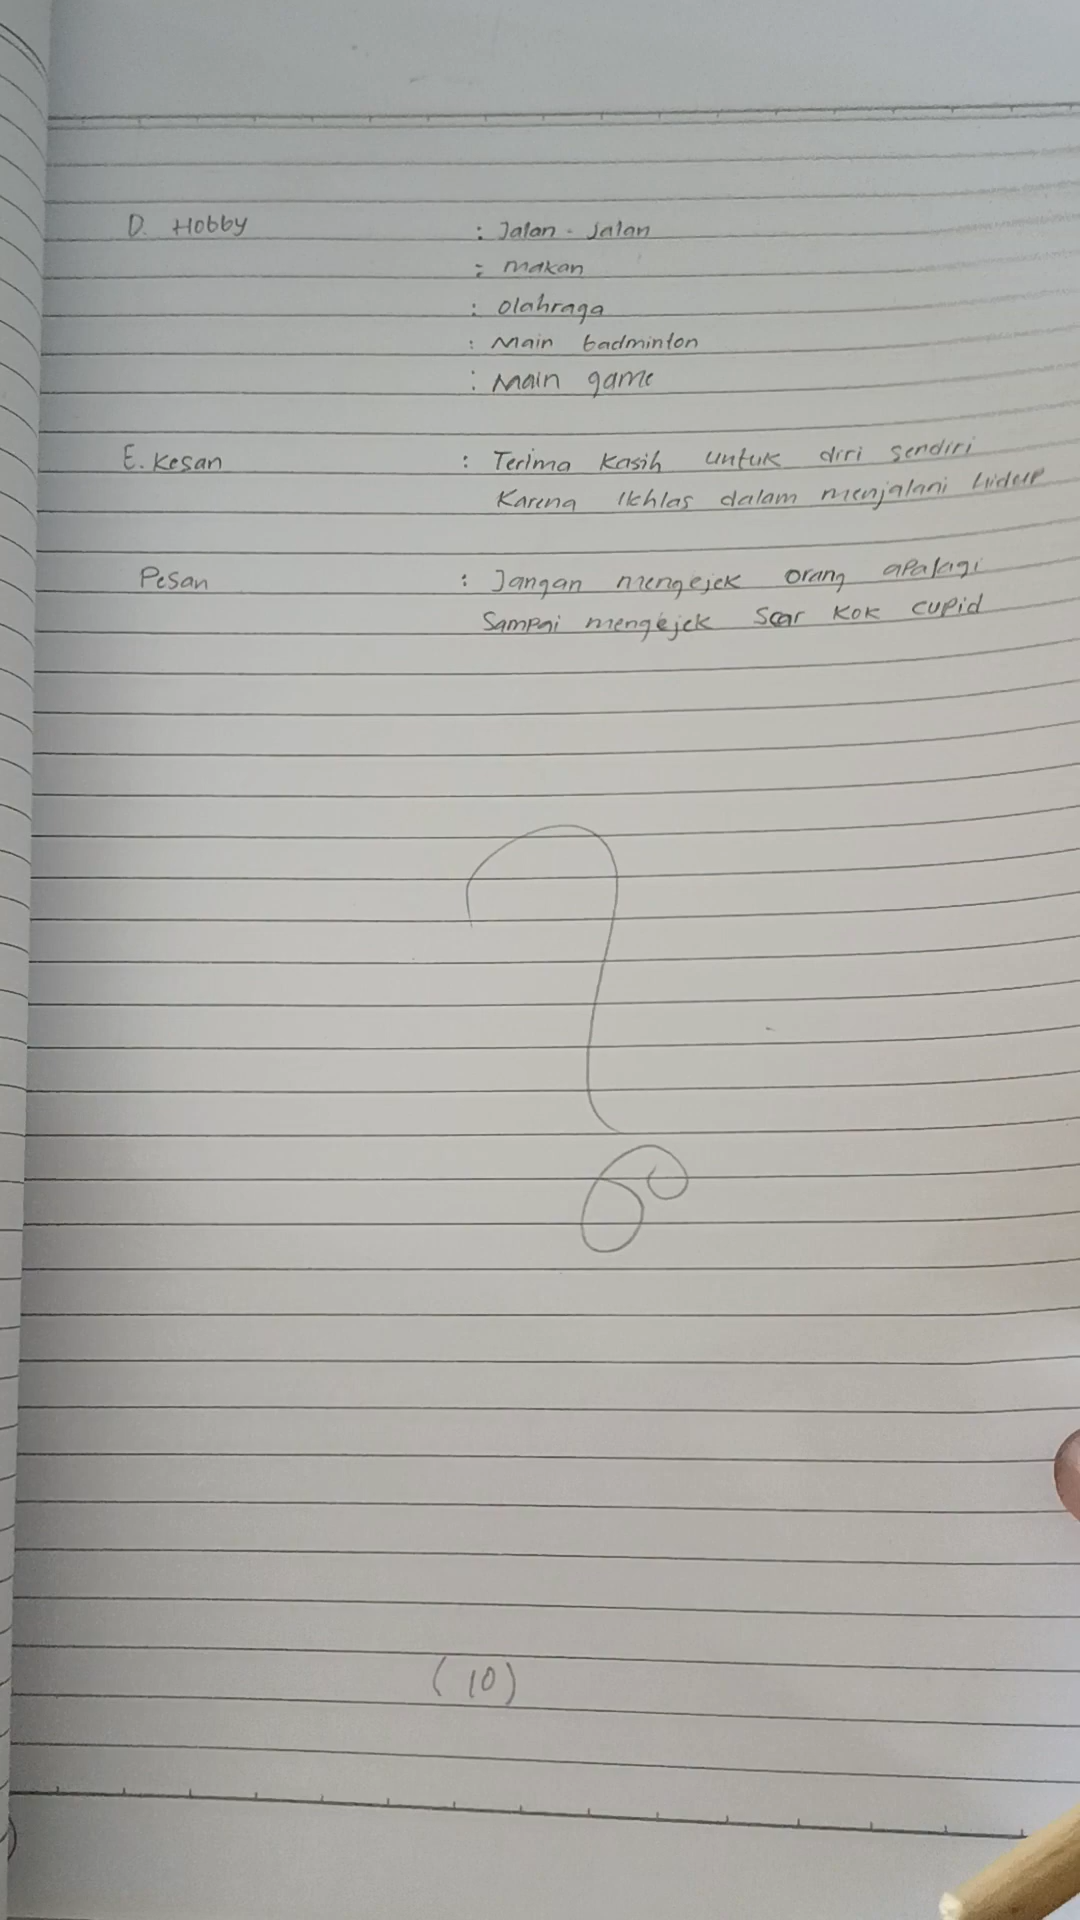 D. Hobby : Jalan - Jalan
: makan
: Olahraga
: Main badminton
: Main game
E. Kesan : Terima Kasih untuk diri sendiri
Karena Ikhlas dalam menjalani hidup
Pesan : Jangan mengejek orang apalagi
Sampai mengejek Scar kok cupid
(10)